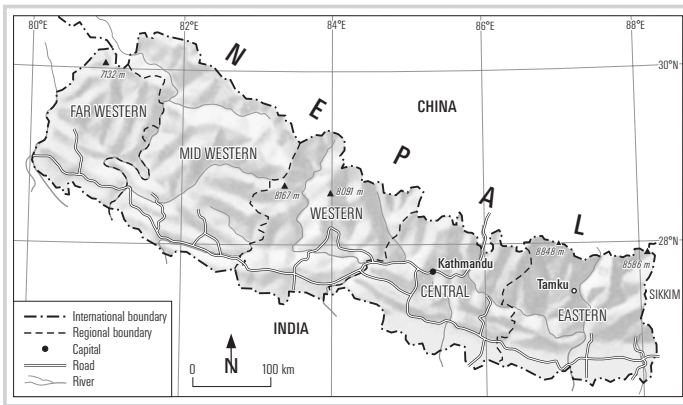 80°E
82°E
84°E
86°E
88°E
30°N
28°N
NEPAL
CHINA
7132 m
FAR WESTERN
MID WESTERN
8167 m
8091 m
WESTERN
8848 m
8586 m
Kathmandu
Tamku
CENTRAL
EASTERN
SIKKIM
INDIA
International boundary
Regional boundary
Capital
Road
River
N
0 100 km